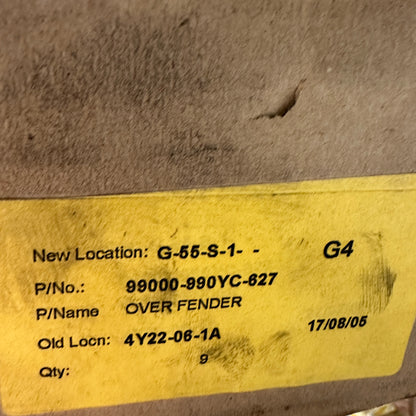 New Location: G-55-S-1- - G4
P/No.: 99000-990YC-627
P/Name OVER FENDER
Old Locn: 4Y22-06-1A 17/08/05
Qty: 9